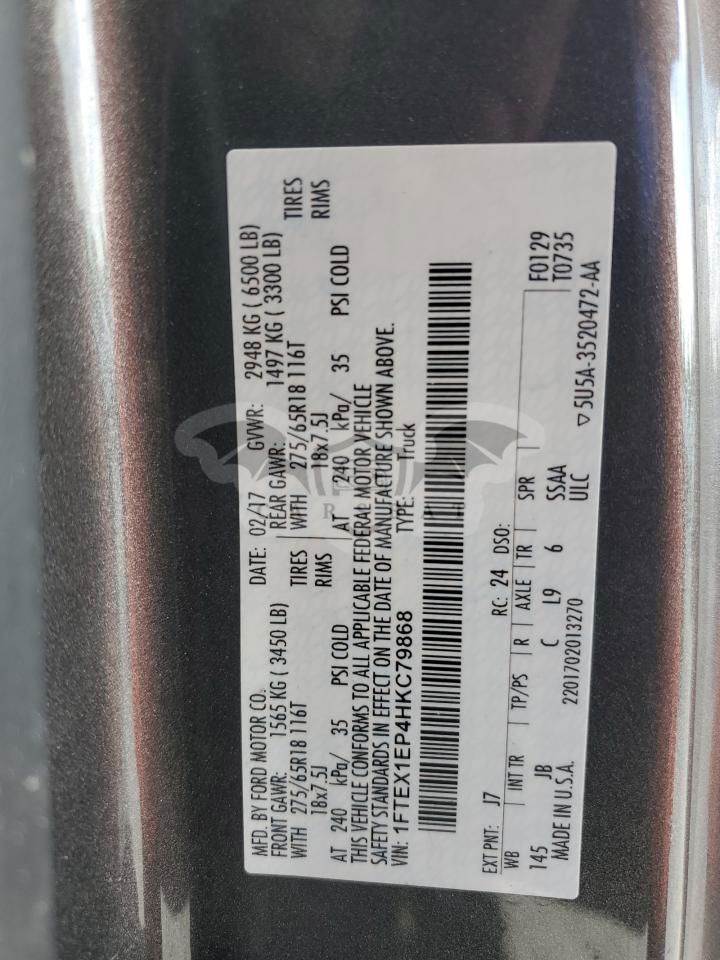 MFD. BY FORD MOTOR CO. DATE: 02/17 GVWR: 2948 KG ( 6500 LB)
FRONT GAWR: 1565 KG ( 3450 LB) REAR GAWR: 1497 KG ( 3300 LB)
WITH 275/65R18 116T TIRES WITH 275/65R18 116T TIRES
18x7.5J RIMS 18x7.5J RIMS
AT 240 kPa/ 35 PSI COLD AT 240 kPa/ 35 PSI COLD
THIS VEHICLE CONFORMS TO ALL APPLICABLE FEDERAL MOTOR VEHICLE
SAFETY STANDARDS IN EFFECT ON THE DATE OF MANUFACTURE SHOWN ABOVE.
VIN: 1FTEX1EP4HKC79868 TYPE: Truck
EXT PNT: J7 RC: 24 DSO: F0129
WB INT TR TP/PS R AXLE TR SPR T0735
145 JB C L9 6 SSAA
MADE IN U.S.A. 2201702013270 ULC
▽5U5A-3520472-AA